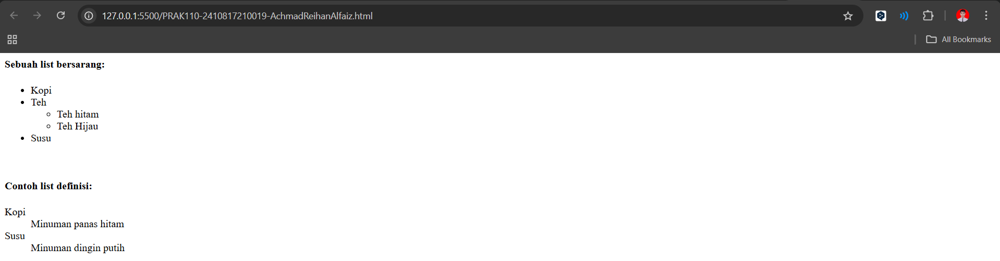 127.0.0.1:5500/PRAK110-2410817210019-AchmadReihanAlfaiz.html
All Bookmarks
Sebuah list bersarang:
Kopi
Teh
Teh hitam
Teh Hijau
Susu
Contoh list definisi:
Kopi
Minuman panas hitam
Susu
Minuman dingin putih